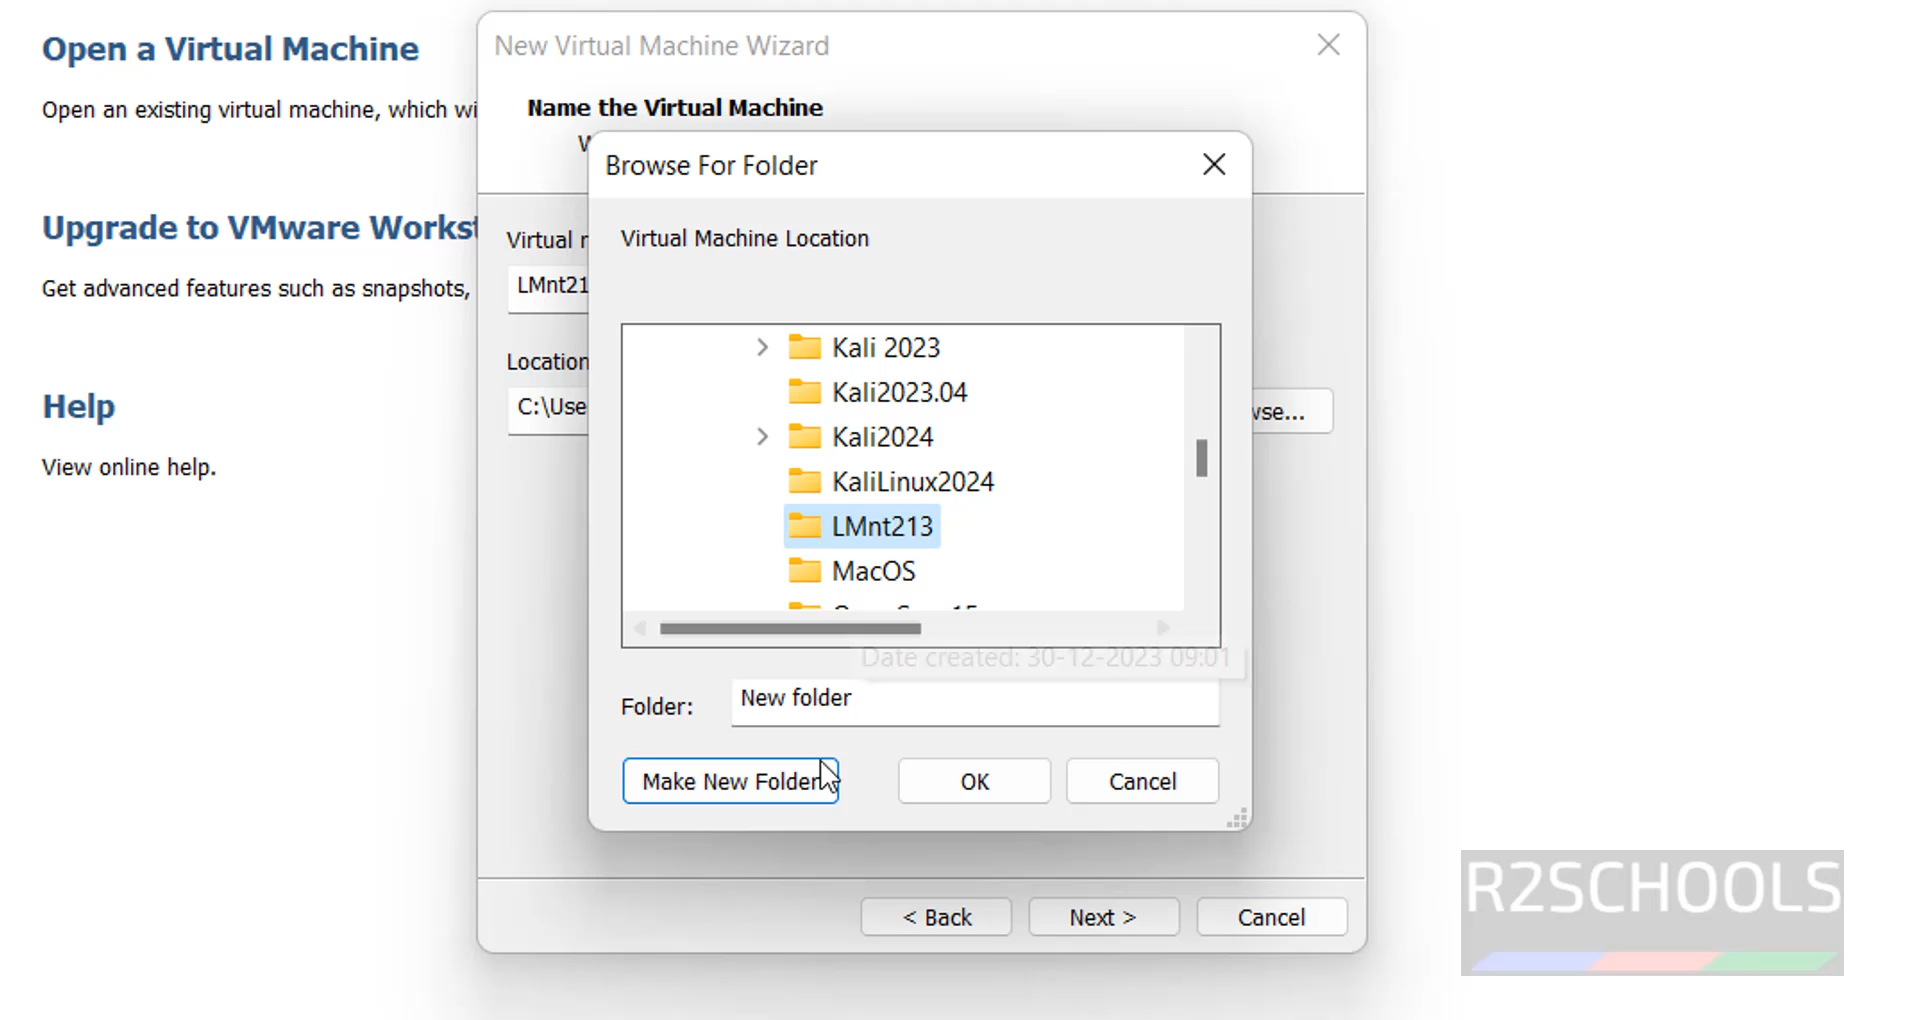 Open a Virtual Machine
Open an existing virtual machine, which wi
Upgrade to VMware Workst
Get advanced features such as snapshots,
Help
View online help.
New Virtual Machine Wizard
Name the Virtual Machine
Browse For Folder
Virtual Machine Location
Virtual
LMnt21
Location
C:\Use
wse...
Kali 2023
Kali2023.04
Kali2024
KaliLinux2024
LMnt213
MacOS
Date created: 30-12-2023 09:01
Folder:
New folder
Make New Folder
OK
Cancel
< Back
Next >
Cancel
R2SCHOOLS